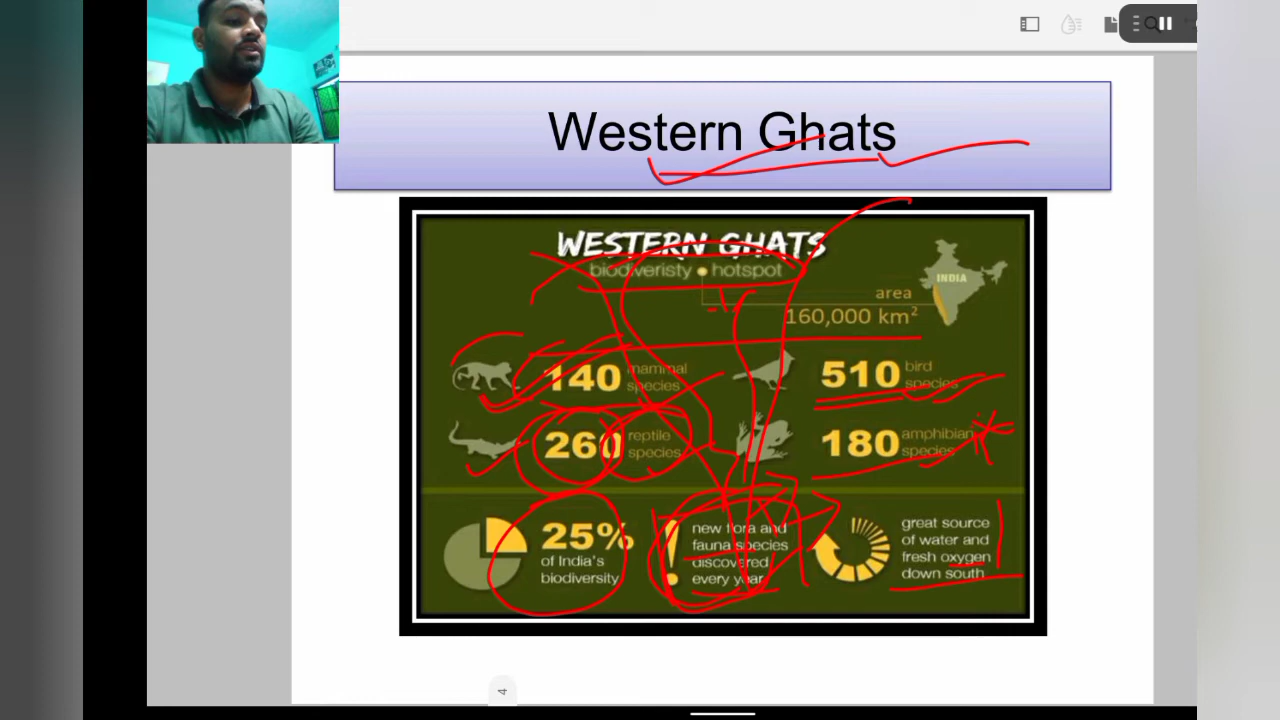 Western Ghats
WESTERN GHATS
biodiveristy hotspot
INDIA
area
160,000 km²
140 mammal species
510 bird species
260 reptile species
180 amphibian species
25%
of India's
biodiversity
!
new flora and
fauna species
discovered
every year
great source
of water and
fresh oxygen
down south
4